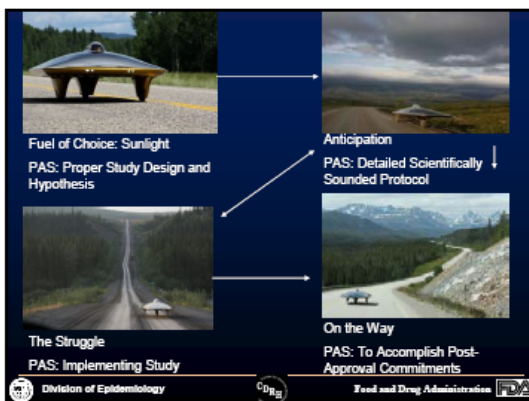 Fuel of Choice: Sunlight
PAS: Proper Study Design and
Hypothesis
Anticipation
PAS: Detailed Scientifically
Sounded Protocol
The Struggle
PAS: Implementing Study
On the Way
PAS: To Accomplish Post-
Approval Commitments
Division of Epidemiology
CDRH
Food and Drug Administration
FDA